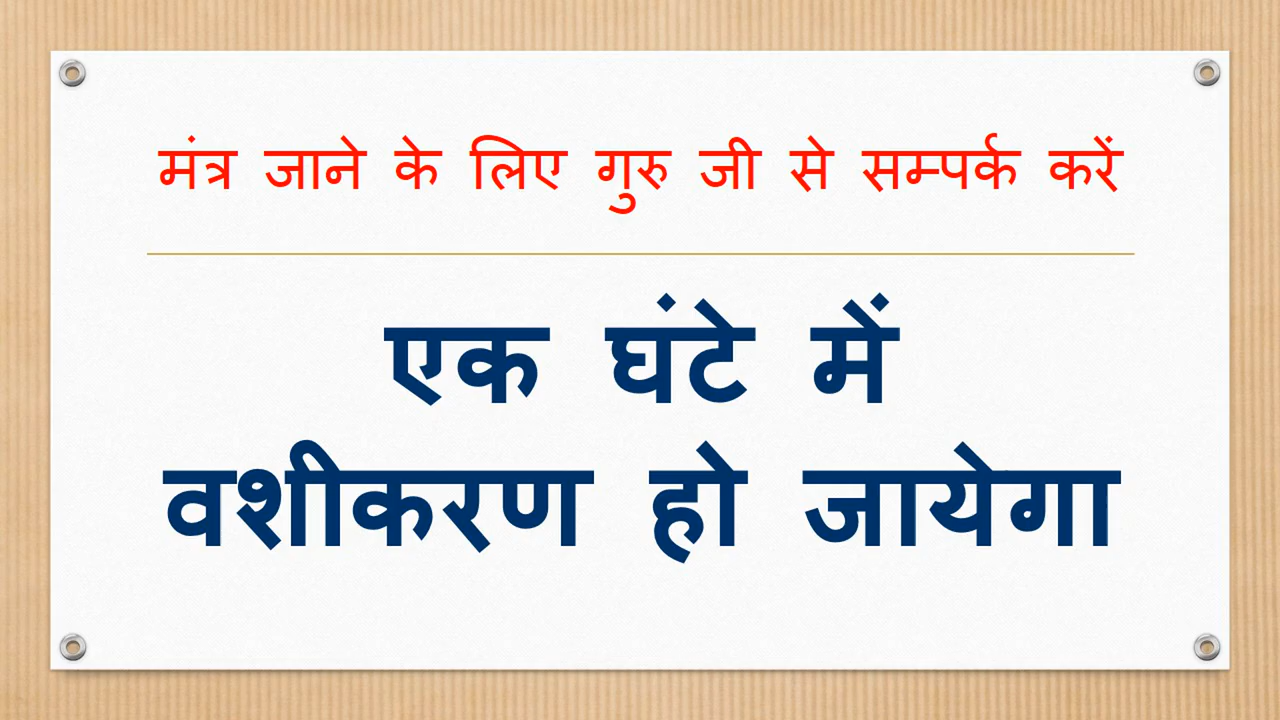 मंत्र जाने के लिए गुरु जी से सम्पर्क करें
एक घंटे में
वशीकरण हो जायेगा